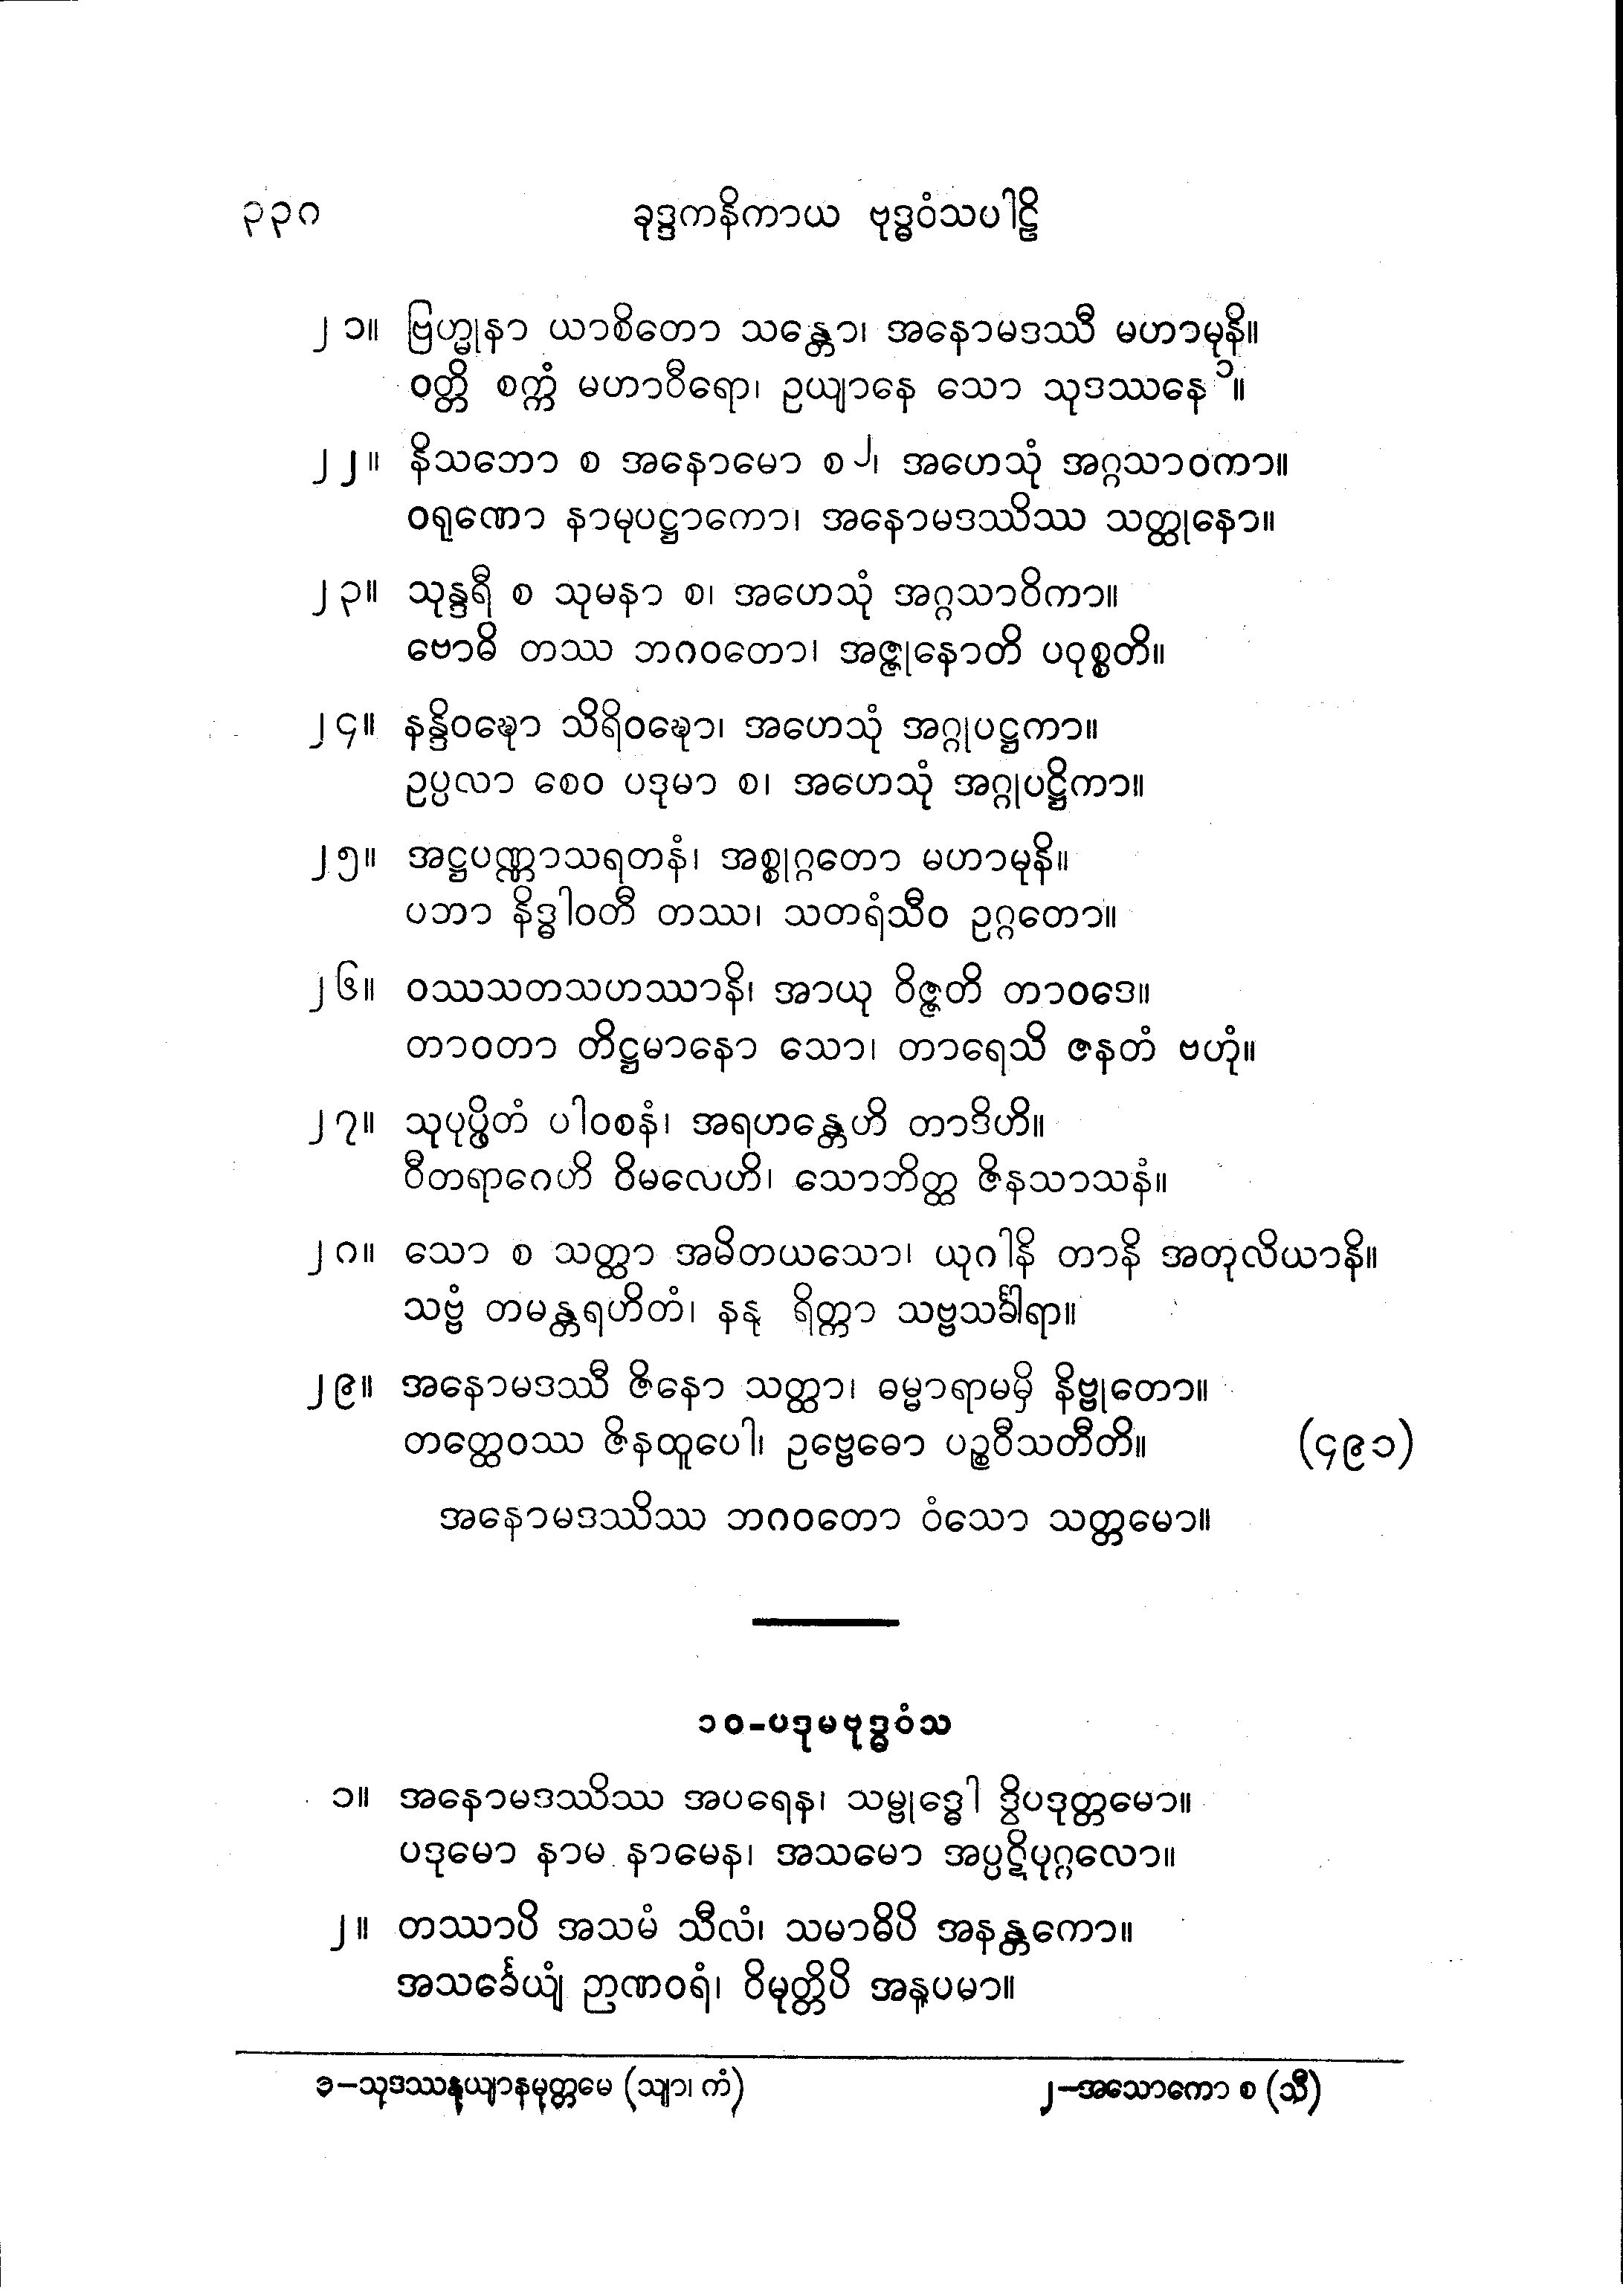 ၃၃၈ ခုဒ္ဒကနိကာယ ဗုဒ္ဓဝံသပါဠိ
၂၁။ ဗြဟ္မုနာ ယာစိတော သန္တော၊ အနောမဒဿီ မဟာမုနိ။
ဝတ္တိ စက္ကံ မဟာဝီရော၊ ဥယျာနေ သော သုဒဿနေ ၁။
၂၂။ နိသဘော စ အနောမော စ ၂၊ အဟေသုံ အဂ္ဂသာဝကာ။
ဝရုဏော နာမုပဋ္ဌာကော၊ အနောမဒဿိဿ သတ္ထုနော။
၂၃။ သုန္ဒရီ စ သုမနာ စ၊ အဟေသုံ အဂ္ဂသာဝိကာ။
ဗောဓိ တဿ ဘဂဝတော၊ အဇ္ဇုနောတိ ပဝုစ္စတိ။
၂၄။ နန္ဒိဝဍ္ဎော သိရိဝဍ္ဎော၊ အဟေသုံ အဂ္ဂုပဋ္ဌကာ။
ဥပ္ပလာ စေဝ ပဒုမာ စ၊ အဟေသုံ အဂ္ဂုပဋ္ဌိကာ။
၂၅။ အဋ္ဌပဏ္ဏာသရတနံ၊ အစ္စုဂ္ဂတော မဟာမုနိ။
ပဘာ နိဒ္ဓါဝတီ တဿ၊ သတရံသီဝ ဥဂ္ဂတော။
၂၆။ ဝဿသတသဟဿာနိ၊ အာယု ဝိဇ္ဇတိ တာဝဒေ။
တာဝတာ တိဋ္ဌမာနော သော၊ တာရေသိ ဇနတံ ဗဟုံ။
၂၇။ သုပုပ္ဖိတံ ပါဝစနံ၊ အရဟန္တေဟိ တာဒိဟိ။
ဝီတရာဂေဟိ ဝိမလေဟိ၊ သောဘိတ္ထ ဇိနသာသနံ။
၂၈။ သော စ သတ္ထာ အမိတယသော၊ ယုဂါနိ တာနိ အတုလိယာနိ။
သဗ္ဗံ တမန္တရဟိတံ၊ နနု ရိတ္တာ သဗ္ဗသင်္ခါရာ။
၂၉။ အနောမဒဿီ ဇိနော သတ္ထာ၊ ဓမ္မာရာမမှိ နိဗ္ဗုတော။
တတ္ထေဝဿ ဇိနထူပေါ၊ ဥဗ္ဗေဓော ပဉ္စဝီသတီတိ။ (၄၉၁)
အနောမဒဿိဿ ဘဂဝတော ဝံသော သတ္တမော။
၁၀-ပဒုမဗုဒ္ဓဝံသ
၁။ အနောမဒဿိဿ အပရေန၊ သမ္ဗုဒ္ဓေါ ဒွိပဒုတ္တမော။
ပဒုမော နာမ နာမေန၊ အသမော အပ္ပဋိပုဂ္ဂလော။
၂။ တဿာပိ အသမံ သီလံ၊ သမာဓိပိ အနန္တကော။
အသင်္ခေယျံ ဉာဏဝရံ၊ ဝိမုတ္တိပိ အနူပမာ။
၁–သုဒဿနုယျာနမုတ္တမေ (သျာ၊ ကံ) ၂–အသောကော စ (သီ)